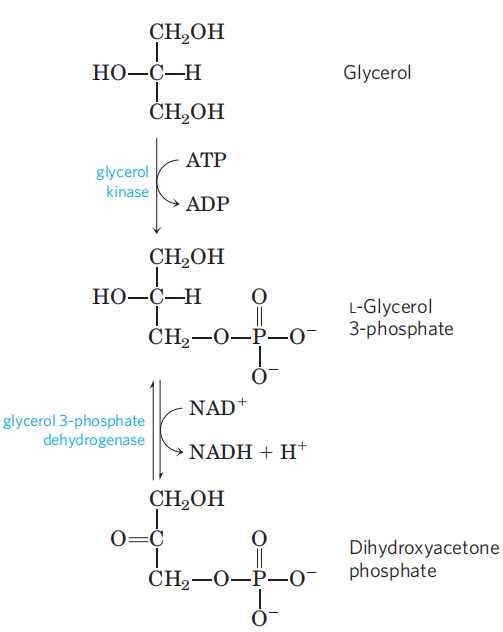 CH₂OH
HO—C—H
Glycerol
CH₂OH
glycerol
kinase
ATP
ADP
CH₂OH
HO—C—H
O
L-Glycerol
3-phosphate
CH₂—O—P—O⁻
O⁻
glycerol 3-phosphate
dehydrogenase
NAD⁺
NADH + H⁺
CH₂OH
O=C
O
Dihydroxyacetone
phosphate
CH₂—O—P—O⁻
O⁻